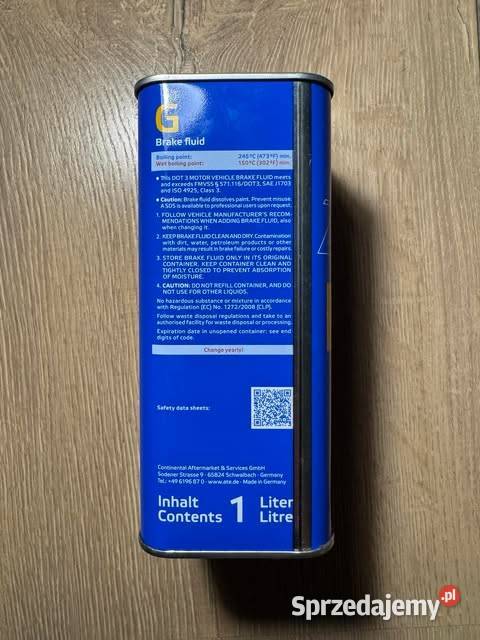 G
Brake fluid
Boiling point: 245°C (473°F) min.
Wet boiling point: 150°C (302°F) min.
• This DOT 3 MOTOR VEHICLE BRAKE FLUID meets
and exceeds FMVSS § 571.116/DOT3, SAE J1703
and ISO 4925, Class 3.
• Caution: Brake fluid dissolves paint. Prevent misuse.
A SDS is available to professional users upon request.
1. FOLLOW VEHICLE MANUFACTURER'S RECOM-
MENDATIONS WHEN ADDING BRAKE FLUID, also
when changing it.
2. KEEP BRAKE FLUID CLEAN AND DRY. Contamination
with dirt, water, petroleum products or other
materials may result in brake failure or costly repairs.
3. STORE BRAKE FLUID ONLY IN ITS ORIGINAL
CONTAINER. KEEP CONTAINER CLEAN AND
TIGHTLY CLOSED TO PREVENT ABSORPTION
OF MOISTURE.
4. CAUTION: DO NOT REFILL CONTAINER, AND DO
NOT USE FOR OTHER LIQUIDS.
No hazardous substance or mixture in accordance
with Regulation (EC) No. 1272/2008 (CLP).
Follow waste disposal regulations and take to an
authorised facility for waste disposal or processing.
Expiration date in unopened container: see end
digits of code.
Change yearly!
Safety data sheets:
Continental Aftermarket & Services GmbH
Sodener Strasse 9 · 65824 Schwalbach · Germany
Tel.: +49 6196 87 0 · www.ate.de · Made in Germany
Inhalt 1 Liter
Contents Litre
Sprzedajemy.pl